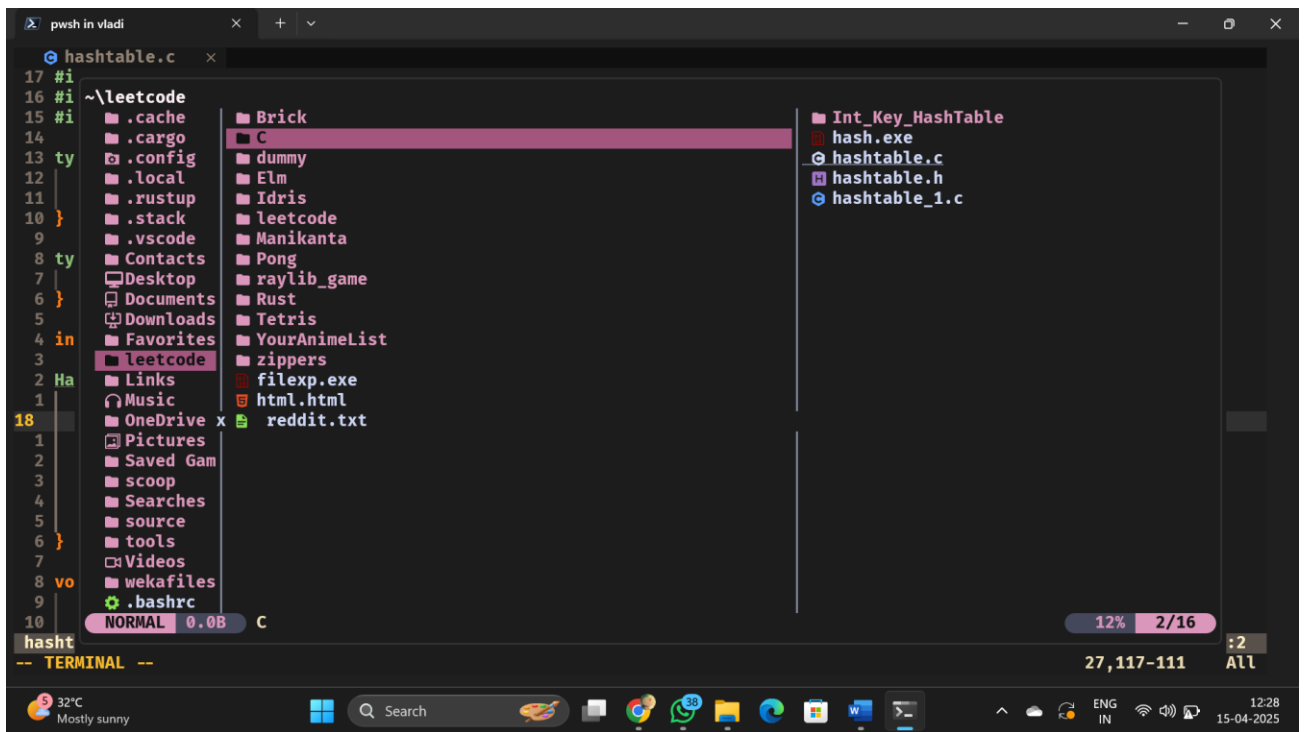 pwsh in vladi
hashtable.c
17 #i
16 #i ~\leetcode
15 #i .cache Brick Int_Key_HashTable
14 .cargo C hash.exe
13 ty .config dummy hashtable.c
12 .local Elm hashtable.h
11 .rustup Idris hashtable_1.c
10 } .stack leetcode
9 .vscode Manikanta
8 ty Contacts Pong
7 Desktop raylib_game
6 } Documents Rust
5 Downloads Tetris
4 in Favorites YourAnimeList
3 leetcode zippers
2 Ha Links filexp.exe
1 Music html.html
18 OneDrive x reddit.txt
1 Pictures
2 Saved Gam
3 scoop
4 Searches
5 source
6 } tools
7 Videos
8 vo wekafiles
9 .bashrc
10 NORMAL 0.0B C 12% 2/16
hasht :2
-- TERMINAL -- 27,117-111 All
5 32°C
Mostly sunny
Search
38
ENG
IN
12:28
15-04-2025